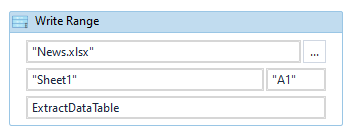 Write Range
"News.xlsx" ...
"Sheet1" "A1"
ExtractDataTable